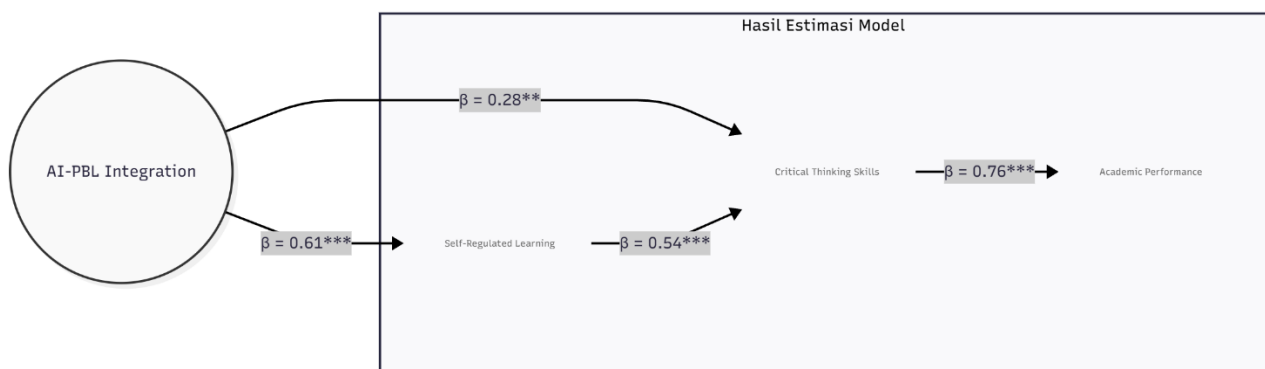 Hasil Estimasi Model
β = 0.28**
AI-PBL Integration
Critical Thinking Skills
β = 0.76***
Academic Performance
β = 0.61***
Self-Regulated Learning
β = 0.54***